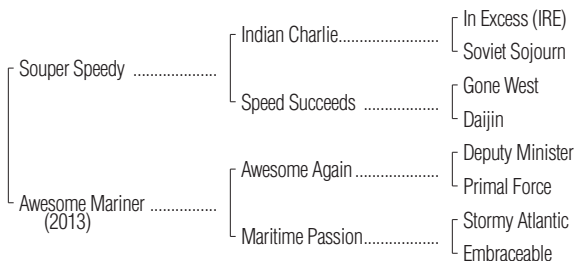 Souper Speedy ....................
Awesome Mariner ................
(2013)
Indian Charlie........................
Speed Succeeds ..................
Awesome Again ....................
Maritime Passion..................
In Excess (IRE)
Soviet Sojourn
Gone West
Daijin
Deputy Minister
Primal Force
Stormy Atlantic
Embraceable